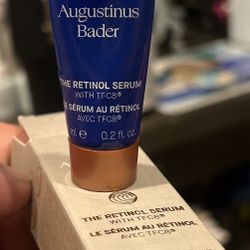 Augustinus
Bader
THE RETINOL SERUM
WITH TFC8®
LE SÉRUM AU RÉTINOL
AVEC TFC8®
ml ℮ 0.2 fl. oz.
THE RETINOL SERUM
WITH TFC8®
LE SÉRUM AU RÉTINOL
AVEC TFC8®